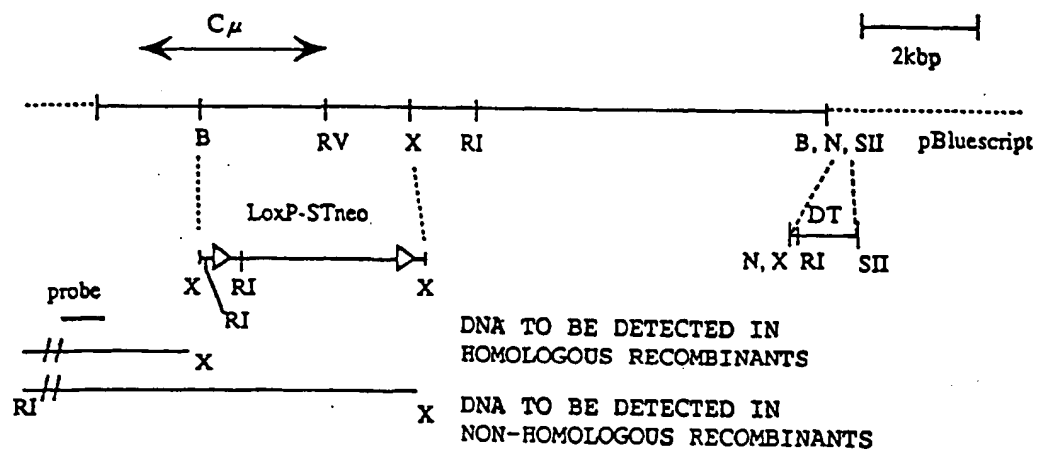 Cμ
2kbp
B RV X RI B, N, SII pBluescript
LoxP-STneo DT
X RI X N, X RI SII
probe RI
DNA TO BE DETECTED IN
HOMOLOGOUS RECOMBINANTS
X
RI X DNA TO BE DETECTED IN
NON-HOMOLOGOUS RECOMBINANTS